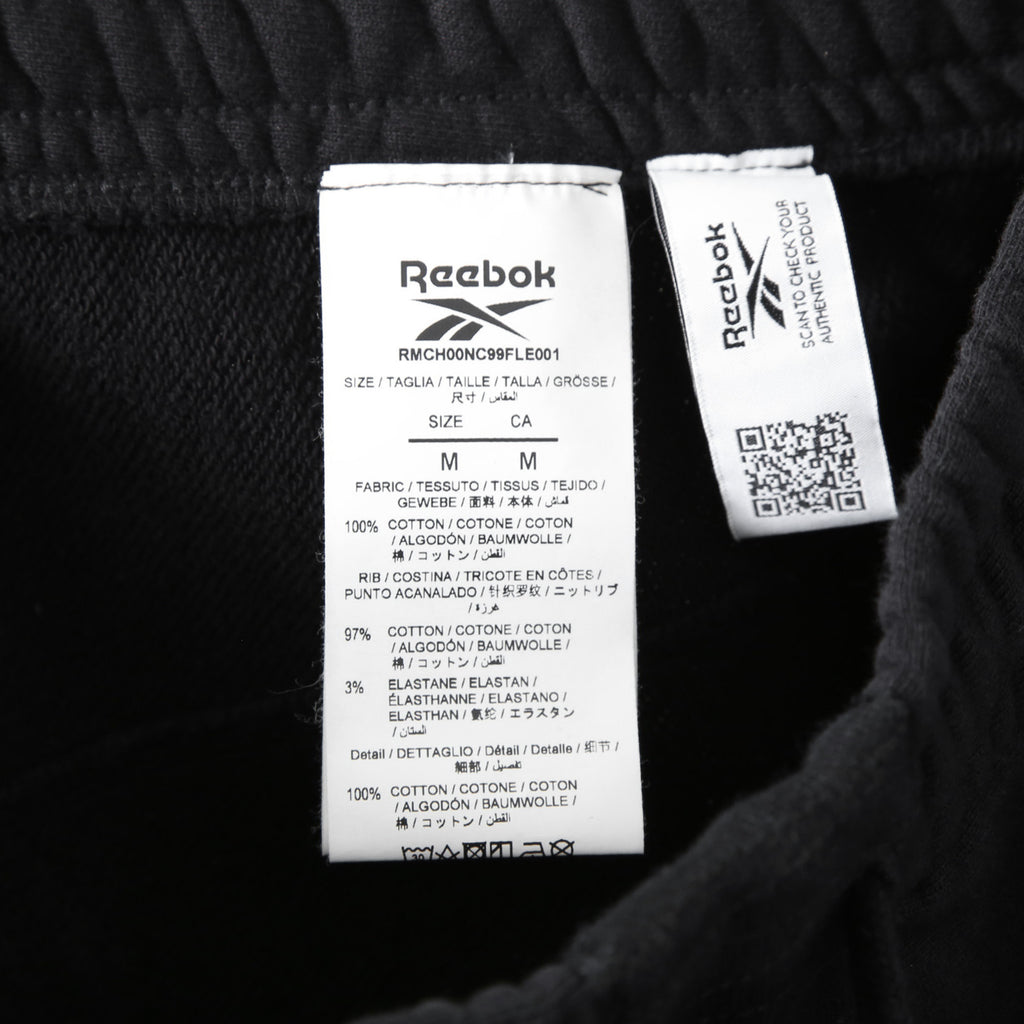 Reebok
RMCH00NC99FLE001
SIZE / TAGLIA / TAILLE / TALLA / GRÖSSE /
尺寸 / المقاس
SIZE CA
M M
FABRIC / TESSUTO / TISSUS / TEJIDO /
GEWEBE / 面料 / 本体 / قماش
100% COTTON / COTONE / COTON
/ ALGODÓN / BAUMWOLLE /
棉 / コットン / القطن
RIB / COSTINA / TRICOTE EN CÔTES /
PUNTO ACANALADO / 针织罗纹 / ニットリブ
/ غرزة
97% COTTON / COTONE / COTON
/ ALGODÓN / BAUMWOLLE /
棉 / コットン / القطن
3% ELASTANE / ELASTAN /
ÉLASTHANNE / ELASTANO /
ELASTHAN / 氨纶 / エラスタン
/ الستان
Detail / DETTAGLIO / Détail / Detalle / 细节 /
細部 / تفصيل
100% COTTON / COTONE / COTON
/ ALGODÓN / BAUMWOLLE /
棉 / コットン / القطن
30
Reebok
SCAN TO CHECK YOUR
AUTHENTIC PRODUCT